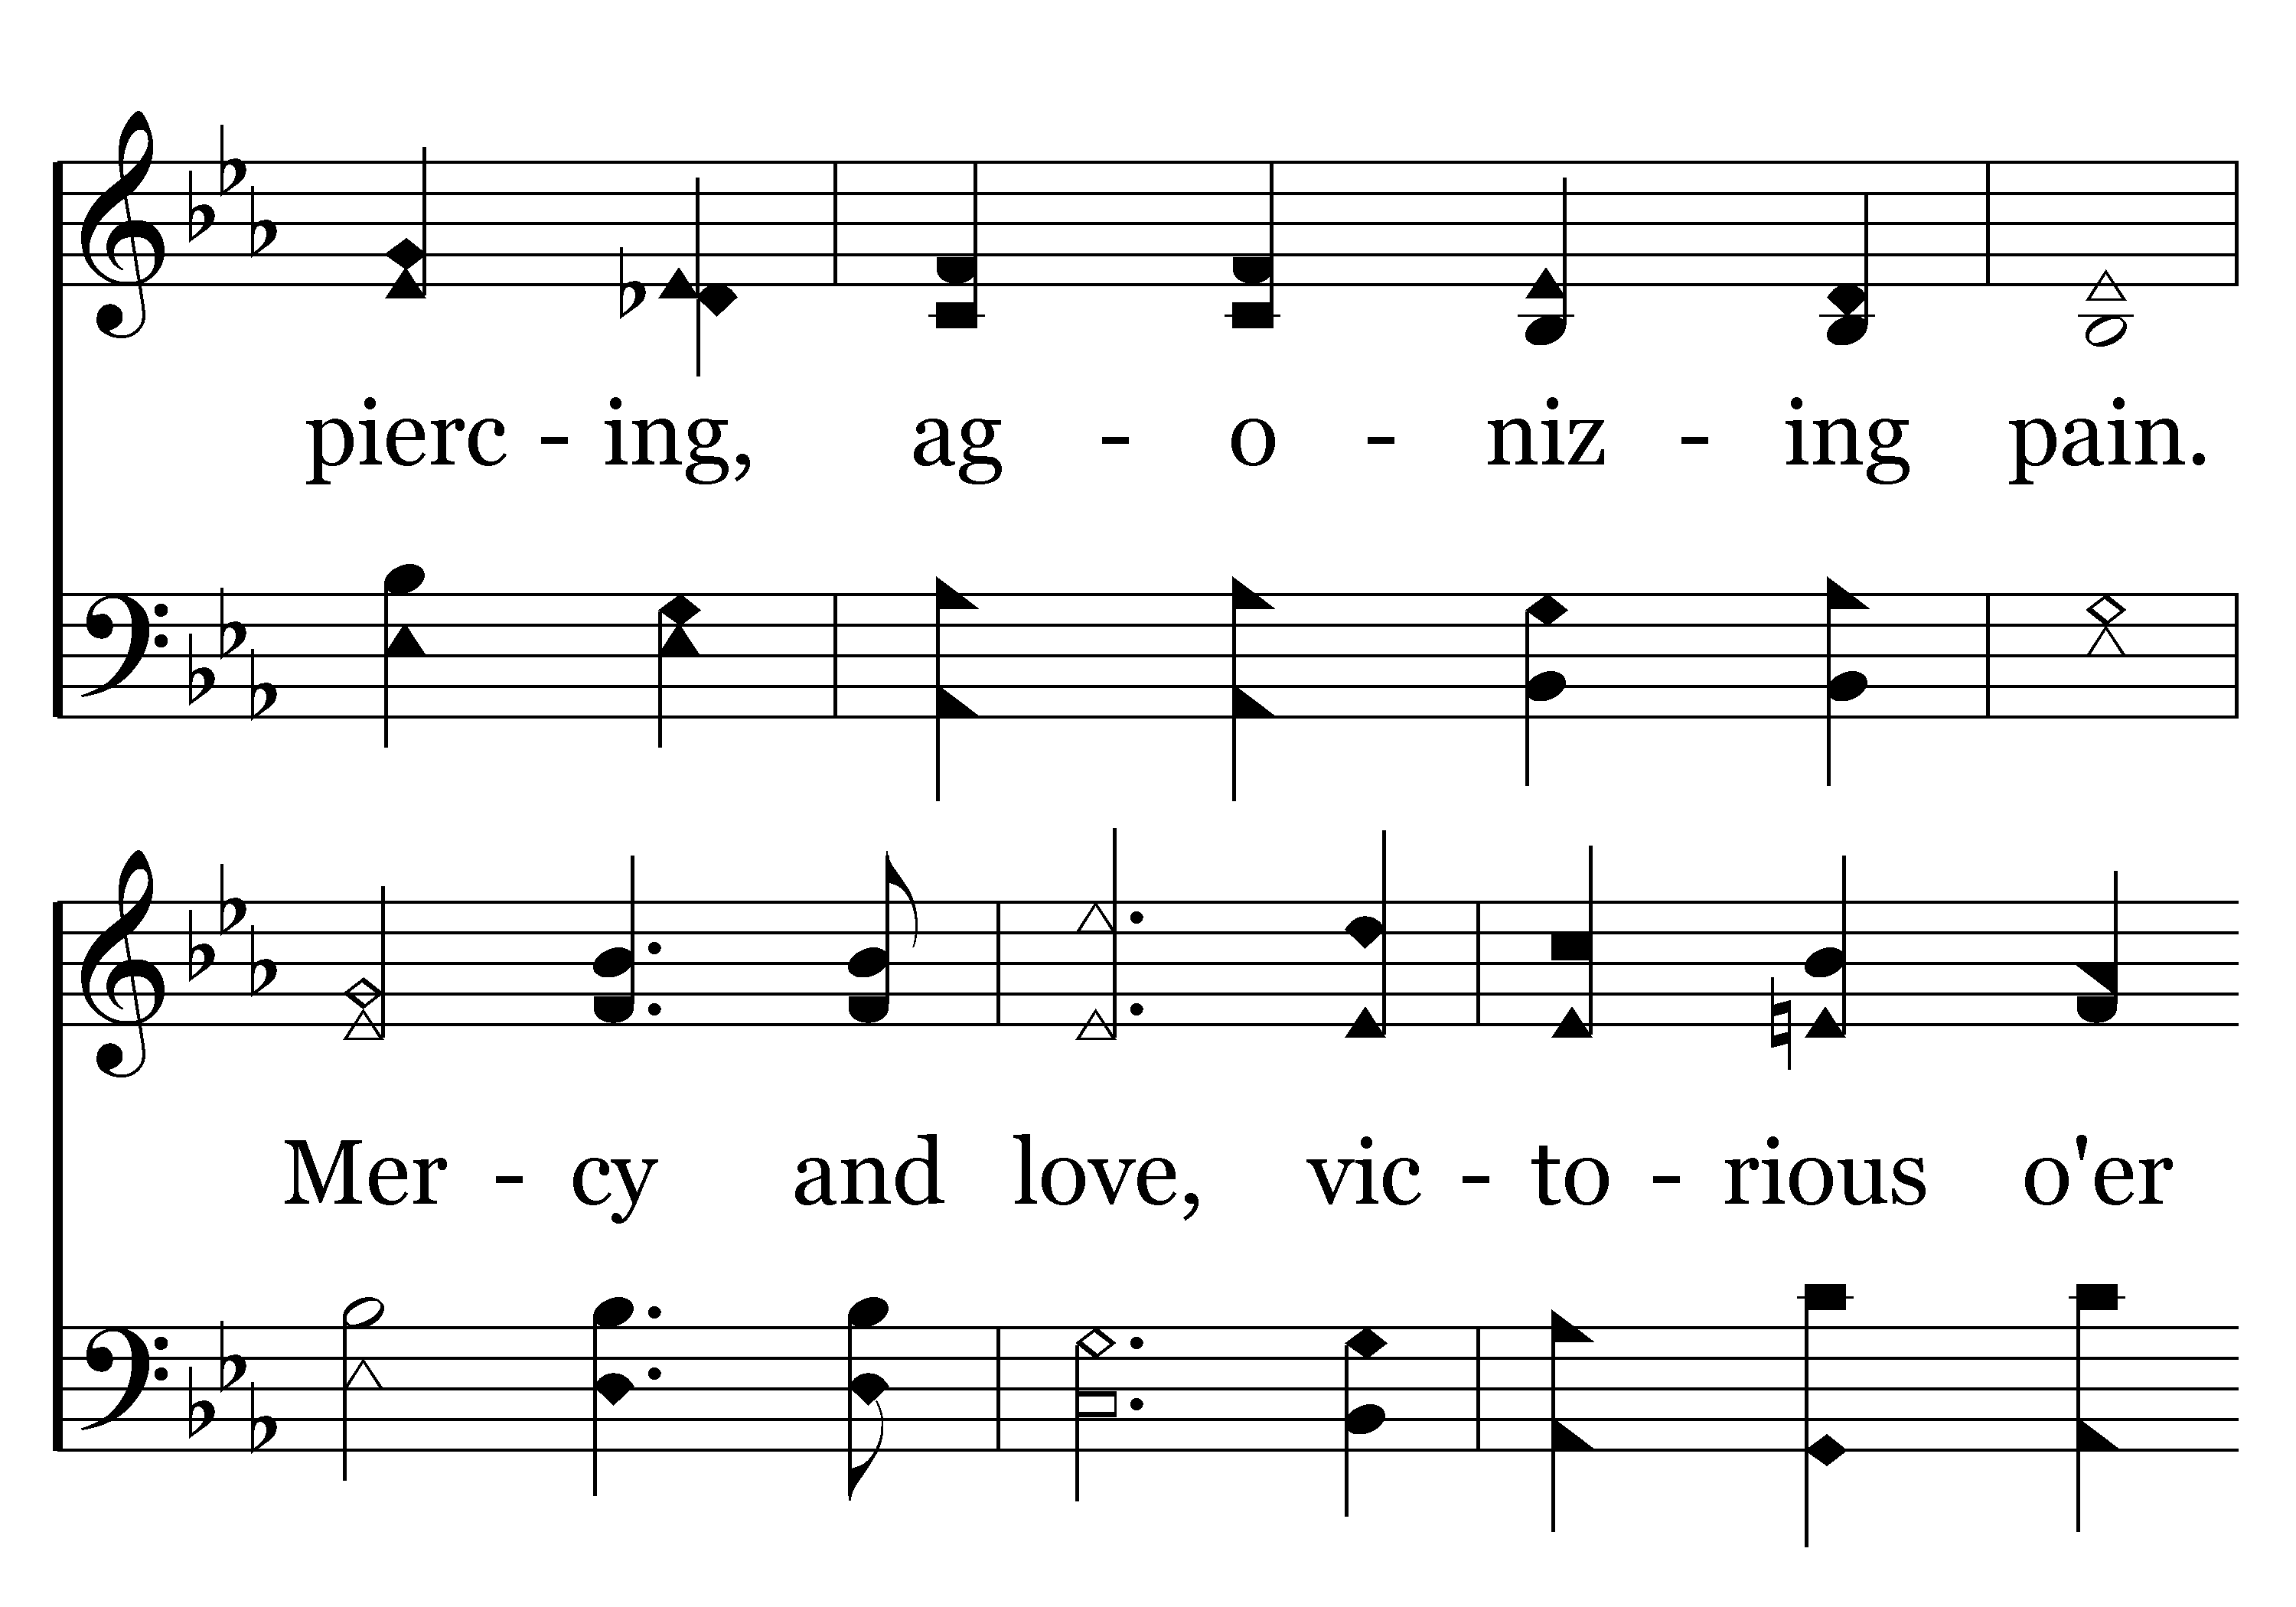 pierc - ing, ag - o - niz - ing pain.
Mer - cy and love, vic - to - rious o'er